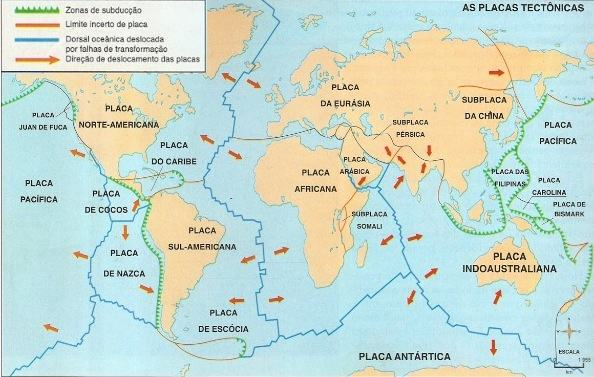 Zonas de subducção
Limite incerto de placa
Dorsal oceânica deslocada
por falhas de transformação
Direção de deslocamento das placas
AS PLACAS TECTÔNICAS
PLACA
JUAN DE FUCA
PLACA
NORTE-AMERICANA
PLACA
DA EURÁSIA
SUBPLACA
PÉRSICA
SUBPLACA
DA CHINA
PLACA
PACÍFICA
PLACA
DO CARIBE
PLACA
ARÁBICA
PLACA DAS
FILIPINAS
PLACA
CAROLINA
PLACA DE
BISMARK
PLACA
PACÍFICA
PLACA
DE COCOS
PLACA
AFRICANA
SUBPLACA
SOMALI
PLACA
SUL-AMERICANA
PLACA
DE NAZCA
PLACA
INDOAUSTRALIANA
PLACA
DE ESCÓCIA
PLACA ANTÁRTICA
ESCALA
0
km